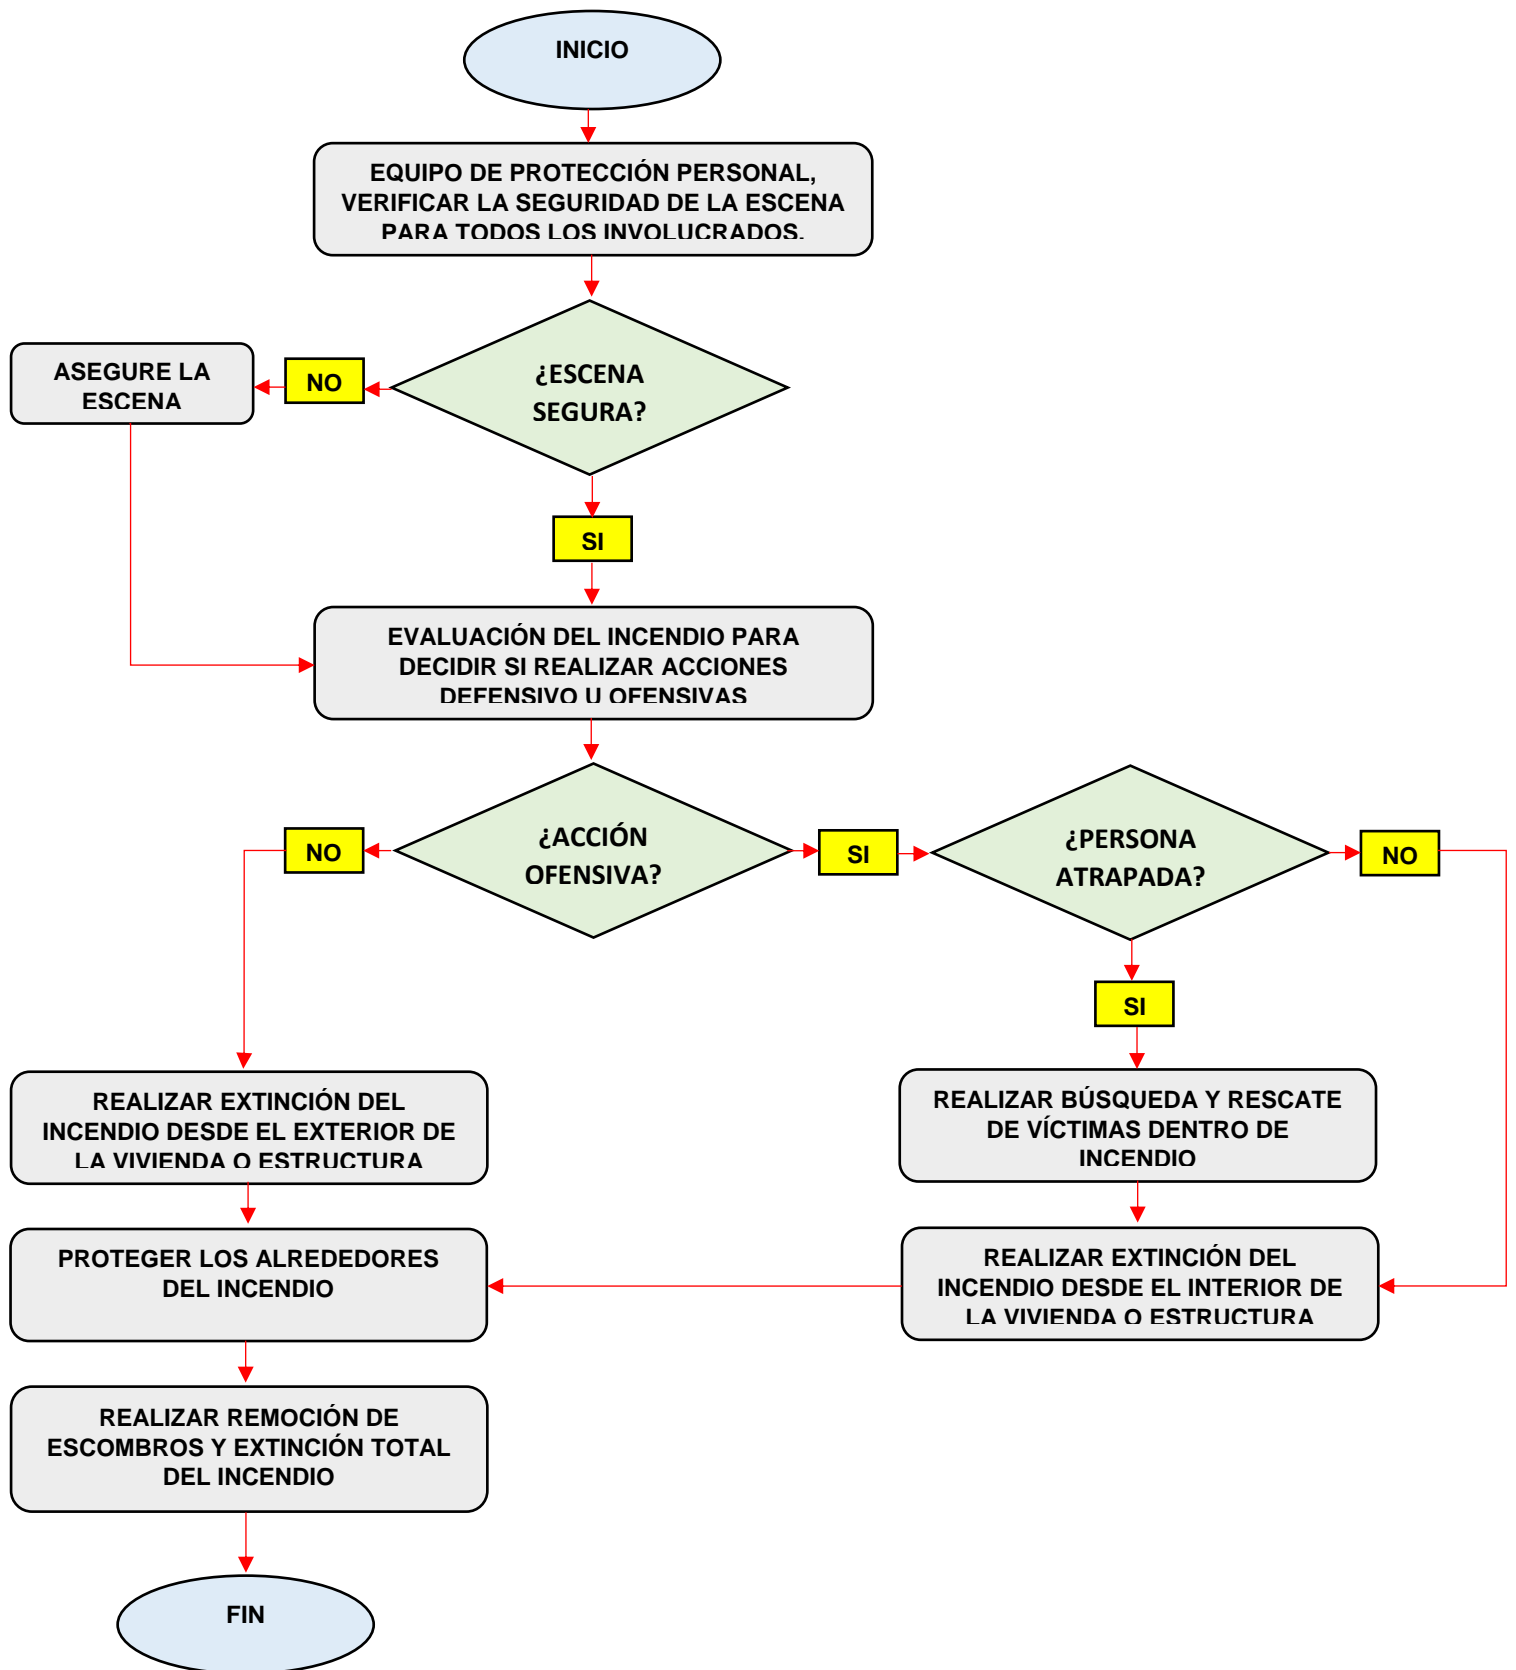 INICIO
EQUIPO DE PROTECCIÓN PERSONAL,
VERIFICAR LA SEGURIDAD DE LA ESCENA
PARA TODOS LOS INVOLUCRADOS.
¿ESCENA
SEGURA?
NO
ASEGURE LA
ESCENA
SI
EVALUACIÓN DEL INCENDIO PARA
DECIDIR SI REALIZAR ACCIONES
DEFENSIVO U OFENSIVAS
¿ACCIÓN
OFENSIVA?
NO
SI
¿PERSONA
ATRAPADA?
NO
SI
REALIZAR EXTINCIÓN DEL
INCENDIO DESDE EL EXTERIOR DE
LA VIVIENDA O ESTRUCTURA
REALIZAR BÚSQUEDA Y RESCATE
DE VÍCTIMAS DENTRO DE
INCENDIO
PROTEGER LOS ALREDEDORES
DEL INCENDIO
REALIZAR EXTINCIÓN DEL
INCENDIO DESDE EL INTERIOR DE
LA VIVIENDA O ESTRUCTURA
REALIZAR REMOCIÓN DE
ESCOMBROS Y EXTINCIÓN TOTAL
DEL INCENDIO
FIN